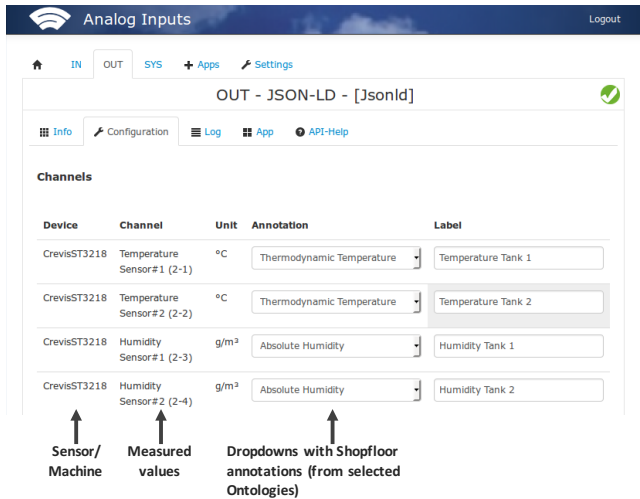 Analog Inputs
Logout
IN OUT SYS Apps Settings
OUT - JSON-LD - [Jsonld]
Info Configuration Log App API-Help
Channels
Device Channel Unit Annotation Label
CrevisST3218 Temperature °C Thermodynamic Temperature Temperature Tank 1
Sensor#1 (2-1)
CrevisST3218 Temperature °C Thermodynamic Temperature Temperature Tank 2
Sensor#2 (2-2)
CrevisST3218 Humidity g/m³ Absolute Humidity Humidity Tank 1
Sensor#1 (2-3)
CrevisST3218 Humidity g/m³ Absolute Humidity Humidity Tank 2
Sensor#2 (2-4)
Sensor/ Measured Dropdowns with Shopfloor
Machine values annotations (from selected
Ontologies)